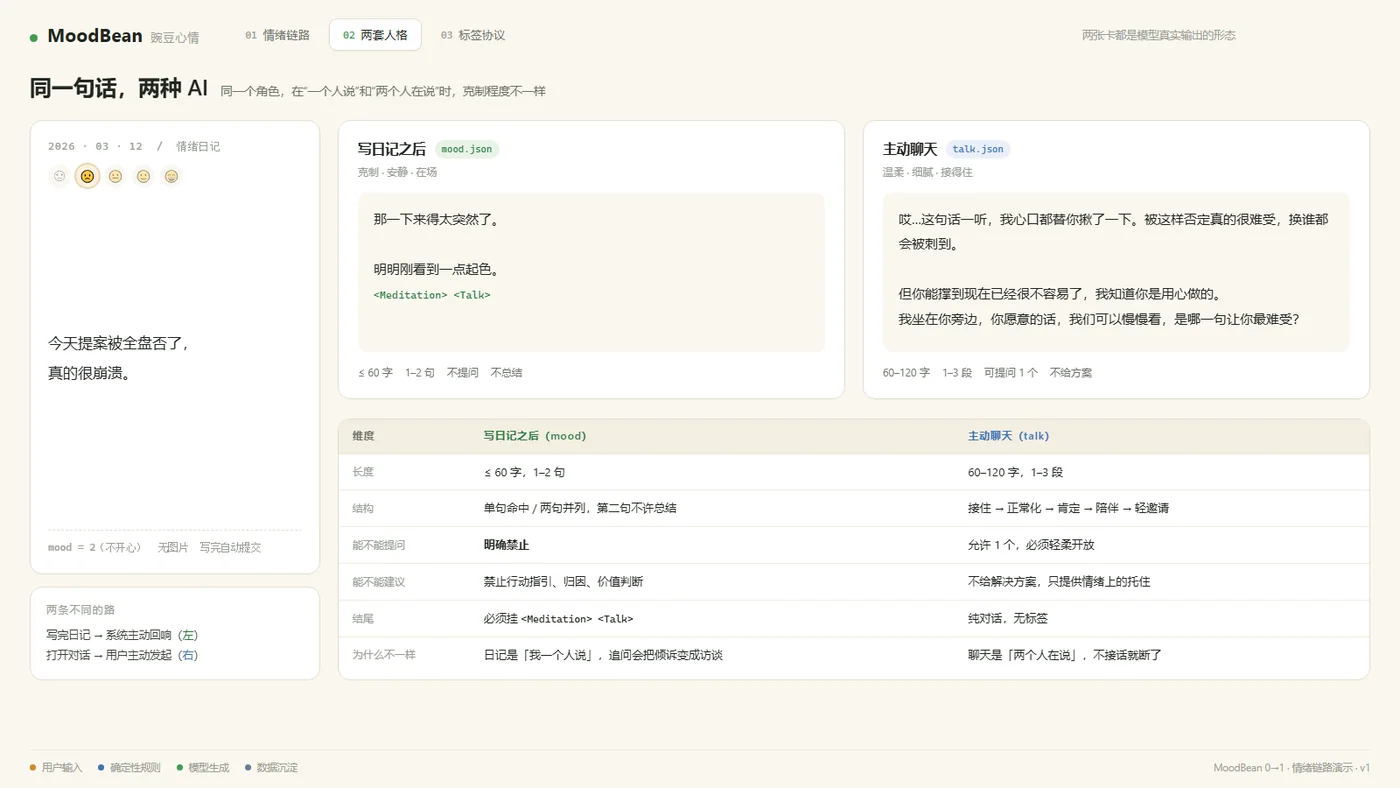 MoodBean 豌豆心情
01 情绪链路
02 两套人格
03 标签协议
两张卡都是模型真实输出的形态
同一句话，两种 AI
同一个角色，在“一个人说”和“两个人在说”时，克制程度不一样
2026 · 03 · 12 / 情绪日记
今天提案被全盘否了，
真的很崩溃。
mood = 2（不开心） 无图片 写完自动提交
两条不同的路
写完日记 → 系统主动回响（左）
打开对话 → 用户主动发起（右）
写日记之后 mood.json
克制 · 安静 · 在场
那一下来得太突然了。
明明刚看到一点起色。
<Meditation> <Talk>
≤ 60 字 1–2 句 不提问 不总结
主动聊天 talk.json
温柔 · 细腻 · 接得住
哎…这句话一听，我心口都替你揪了一下。被这样否定真的很难受，换谁都
会被刺到。
但你能撑到现在已经很不容易了，我知道你是用心做的。
我坐在你旁边，你愿意的话，我们可以慢慢看，是哪一句让你最难受？
60–120 字 1–3 段 可提问 1 个 不给方案
维度 写日记之后（mood） 主动聊天（talk）
长度 ≤ 60 字，1–2 句 60–120 字，1–3 段
结构 单句命中 / 两句并列，第二句不许总结 接住 → 正常化 → 肯定 → 陪伴 → 轻邀请
能不能提问 明确禁止 允许 1 个，必须轻柔开放
能不能建议 禁止行动指引、归因、价值判断 不给解决方案，只提供情绪上的托住
结尾 必须挂 <Meditation> <Talk> 纯对话，无标签
为什么不一样 日记是「我一个人说」，追问会把倾诉变成访谈 聊天是「两个人在说」，不接话就断了
用户输入 确定性规则 模型生成 数据沉淀
MoodBean 0→1 · 情绪链路演示 · v1